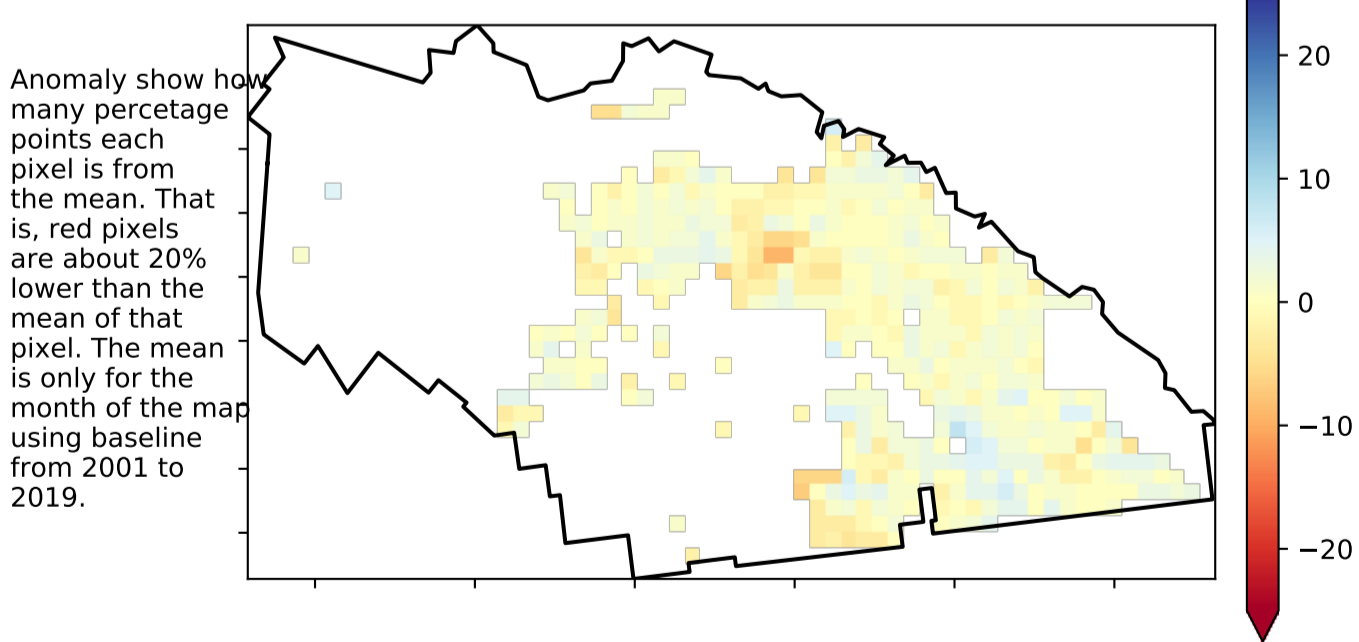 Anomaly show how
many percetage
points each
pixel is from
the mean. That
is, red pixels
are about 20%
lower than the
mean of that
pixel. The mean
is only for the
month of the map
using baseline
from 2001 to
2019.
20
10
0
−10
−20